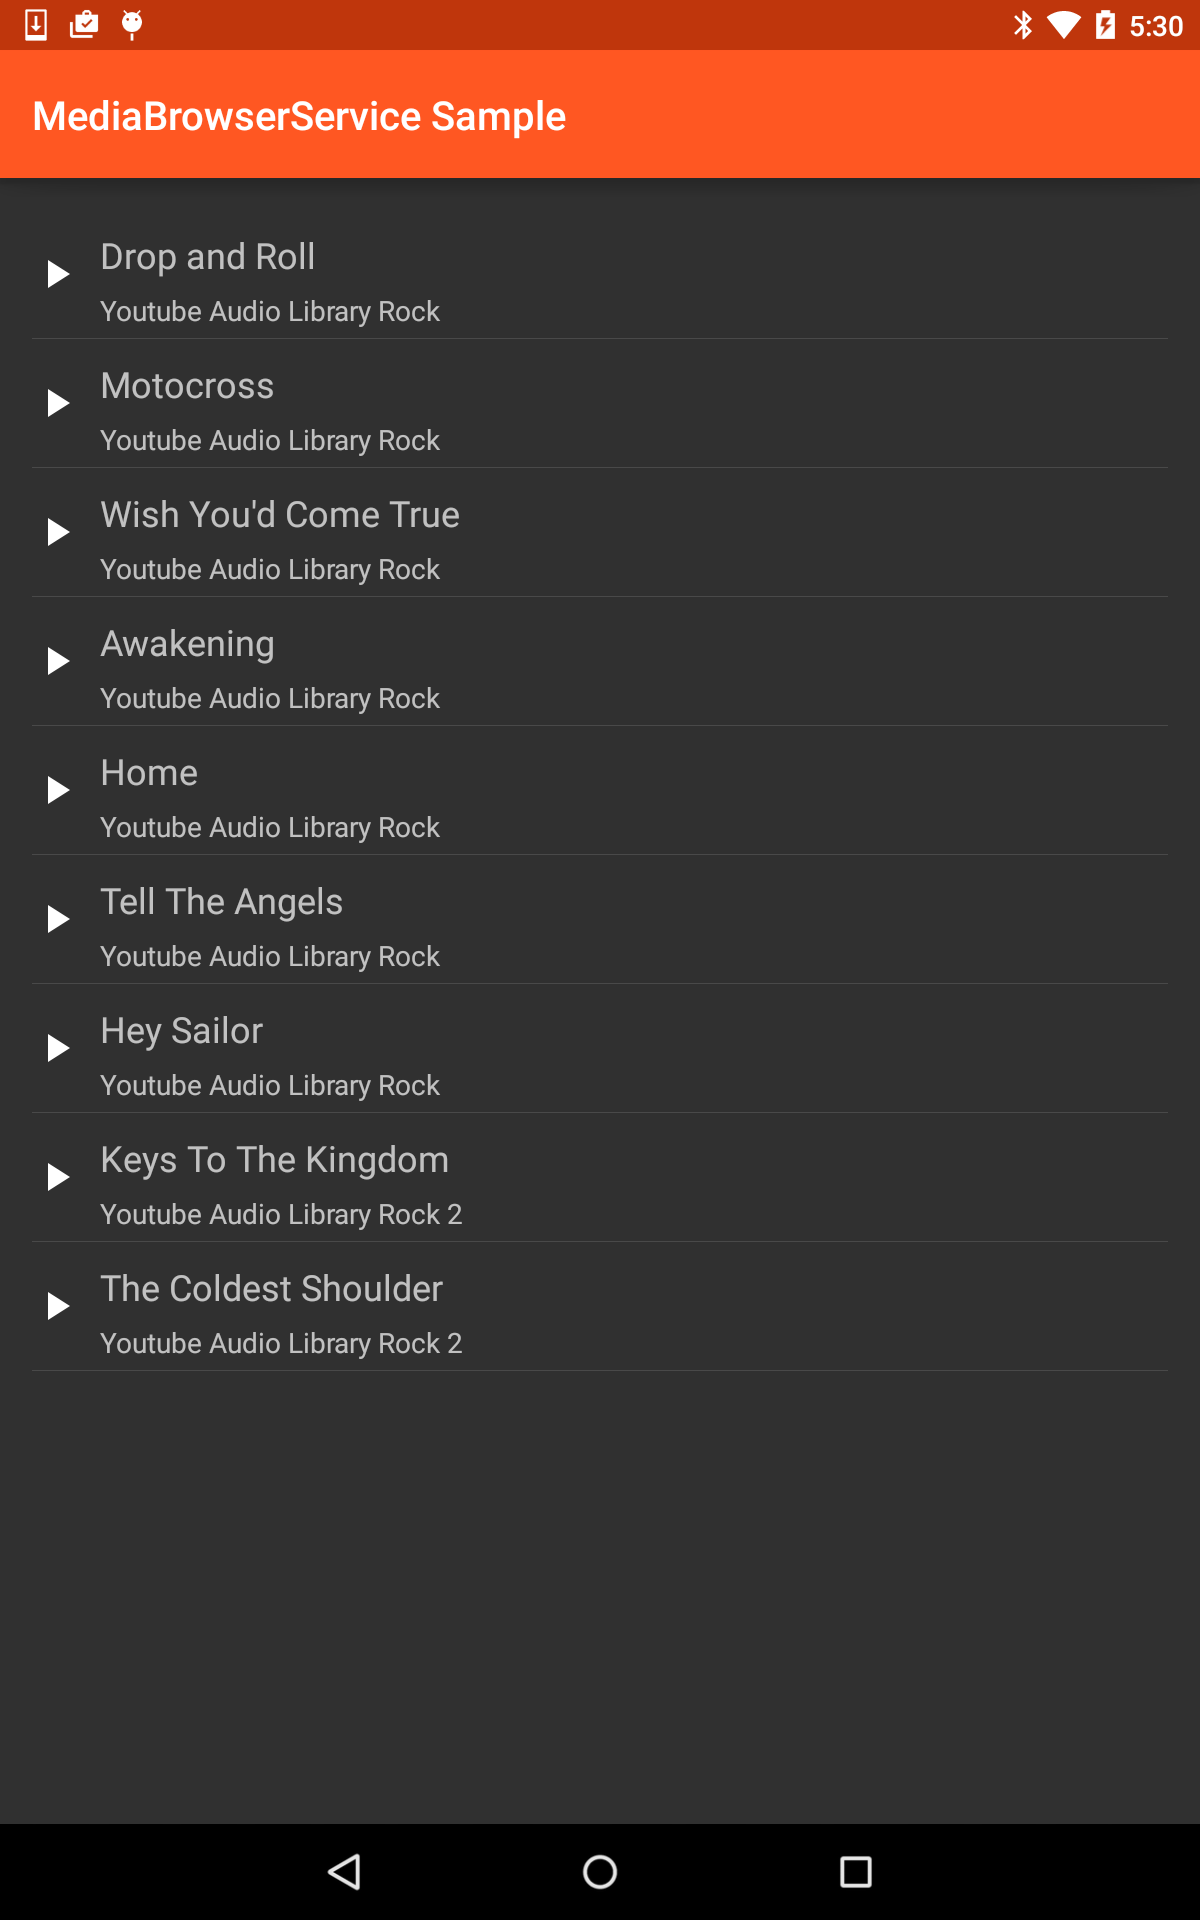 5:30
MediaBrowserService Sample
Drop and Roll
Youtube Audio Library Rock
Motocross
Youtube Audio Library Rock
Wish You'd Come True
Youtube Audio Library Rock
Awakening
Youtube Audio Library Rock
Home
Youtube Audio Library Rock
Tell The Angels
Youtube Audio Library Rock
Hey Sailor
Youtube Audio Library Rock
Keys To The Kingdom
Youtube Audio Library Rock 2
The Coldest Shoulder
Youtube Audio Library Rock 2